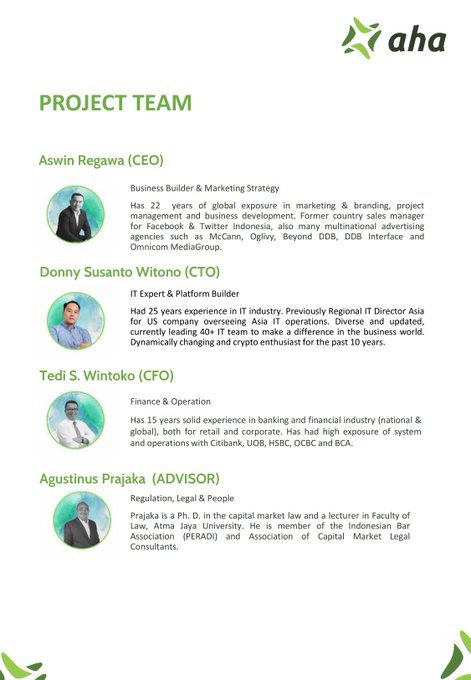 aha
PROJECT TEAM
Aswin Regawa (CEO)
Business Builder & Marketing Strategy
Has 22 years of global exposure in marketing & branding, project
management and business development. Former country sales manager
for Facebook & Twitter Indonesia, also many multinational advertising
agencies such as McCann, Oglivy, Beyond DDB, DDB Interface and
Omnicom MediaGroup.
Donny Susanto Witono (CTO)
IT Expert & Platform Builder
Had 25 years experience in IT industry. Previously Regional IT Director Asia
for US company overseeing Asia IT operations. Diverse and updated,
currently leading 40+ IT team to make a difference in the business world.
Dynamically changing and crypto enthusiast for the past 10 years.
Tedi S. Wintoko (CFO)
Finance & Operation
Has 15 years solid experience in banking and financial industry (national &
global), both for retail and corporate. Has had high exposure of system
and operations with Citibank, UOB, HSBC, OCBC and BCA.
Agustinus Prajaka (ADVISOR)
Regulation, Legal & People
Prajaka is a Ph. D. in the capital market law and a lecturer in Faculty of
Law, Atma Jaya University. He is member of the Indonesian Bar
Association (PERADI) and Association of Capital Market Legal
Consultants.